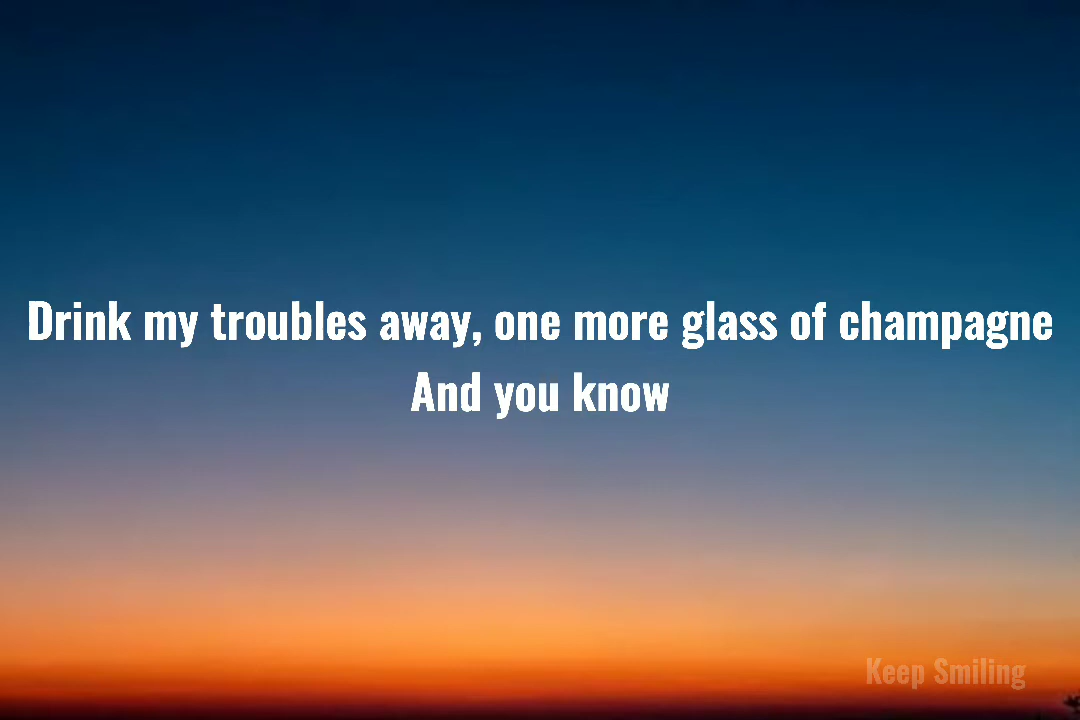 Drink my troubles away, one more glass of champagne
And you know
Keep Smiling